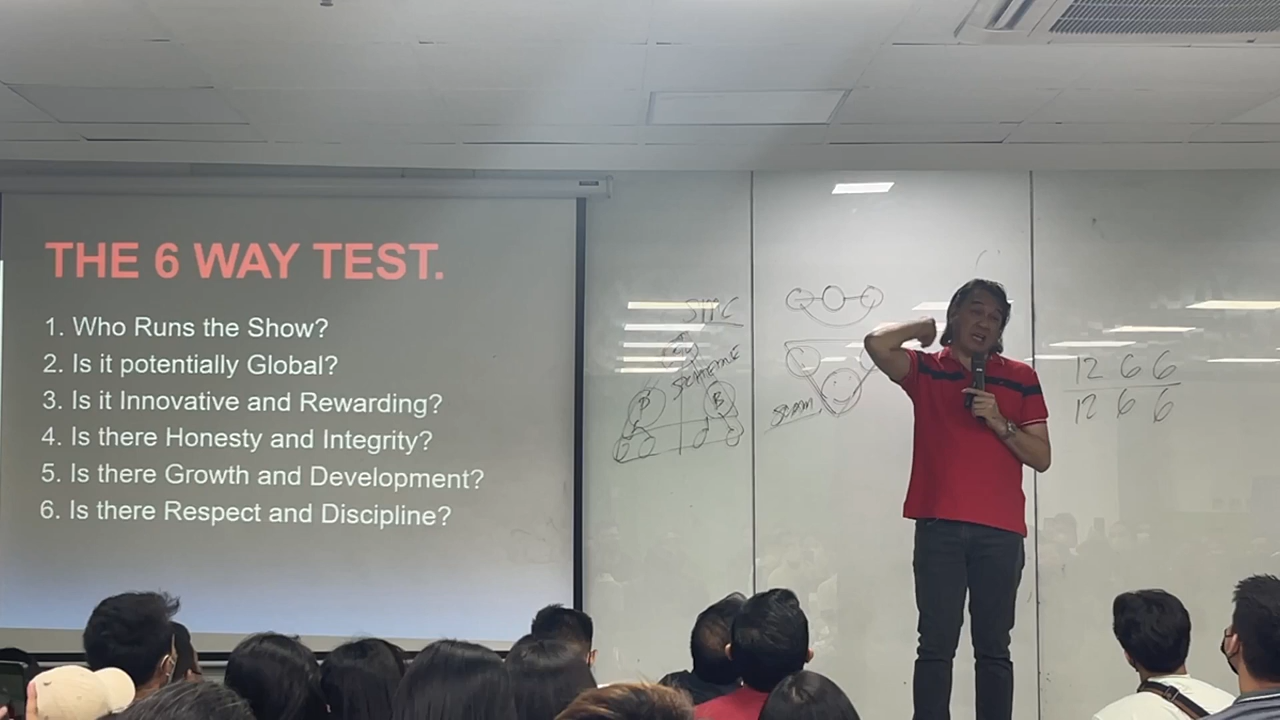 THE 6 WAY TEST.
1. Who Runs the Show?
2. Is it potentially Global?
3. Is it Innovative and Rewarding?
4. Is there Honesty and Integrity?
5. Is there Growth and Development?
6. Is there Respect and Discipline?
SCHEME
P B
SCAM
12 6 6
12 6 6